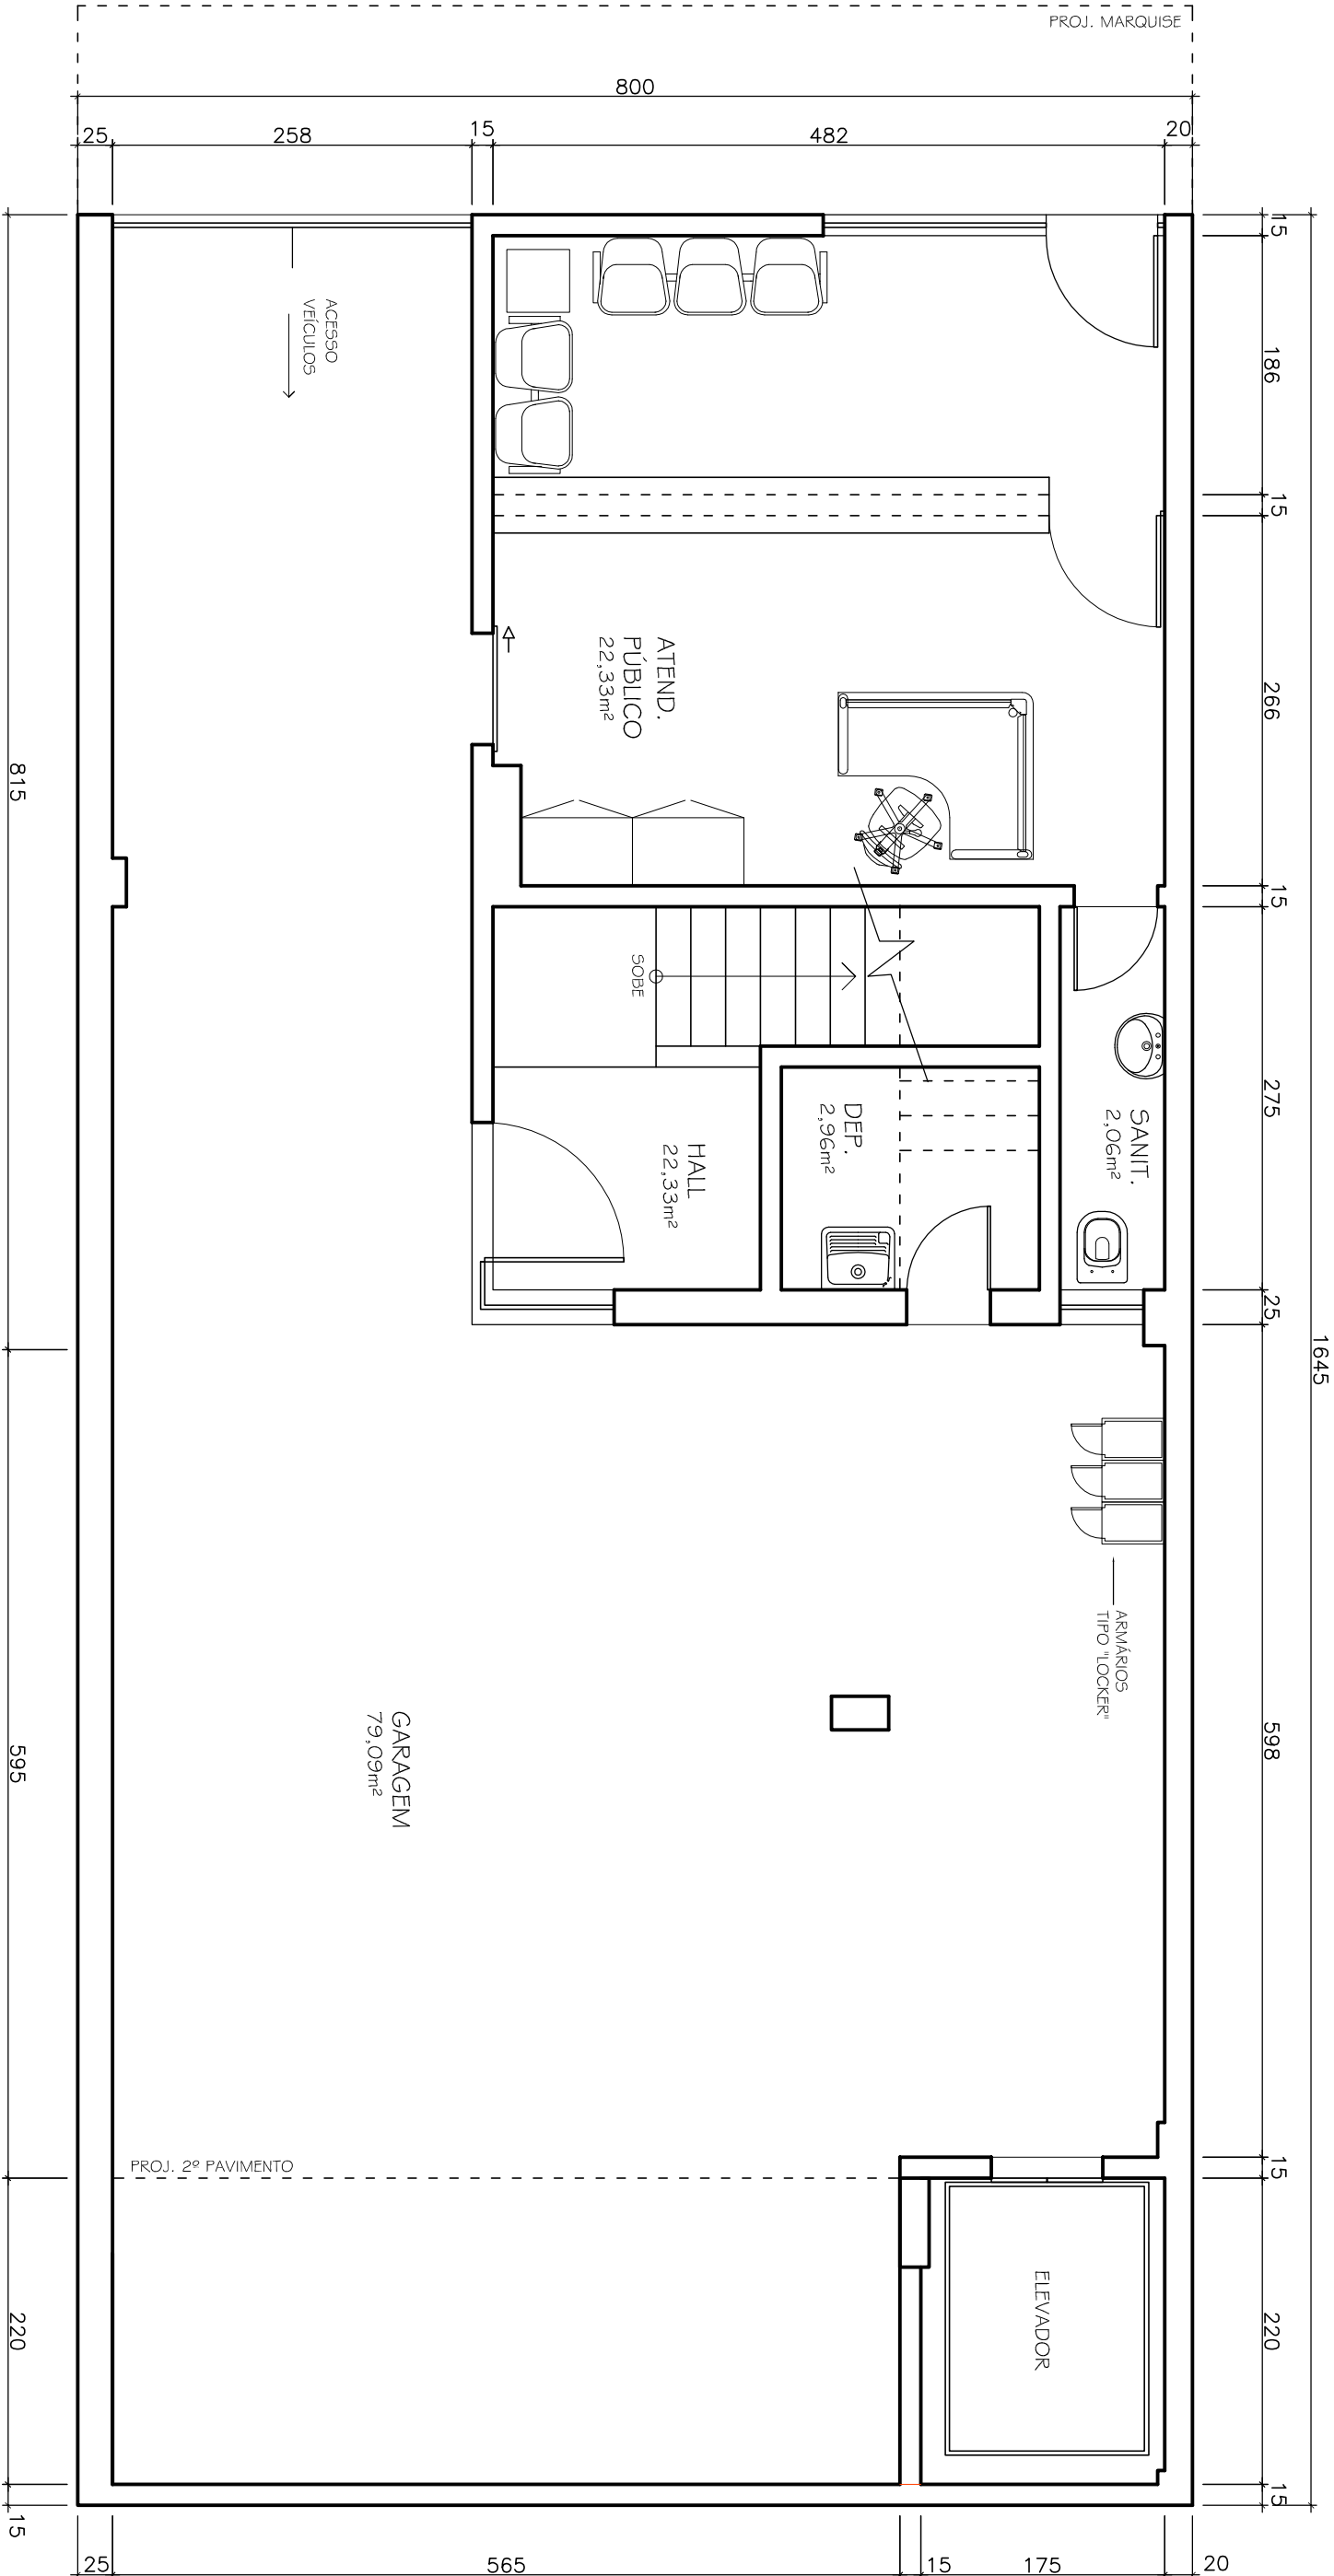 PROJ. MARQUISE
800
25
258
15
482
20
15
186
15
266
15
275
25
598
15
220
15
1645
815
595
220
15
ACESSO
VEÍCULOS
ATEND.
PÚBLICO
22,33m²
SOBE
HALL
22,33m²
DEP.
2,96m²
SANIT.
2,06m²
ARMÁRIOS
TIPO "LOCKER"
GARAGEM
79,09m²
PROJ. 2º PAVIMENTO
ELEVADOR
25
565
15
175
20